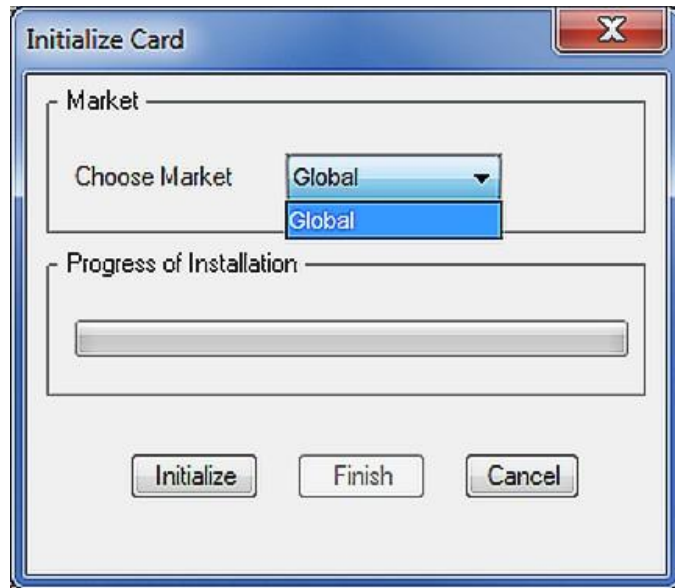 Initialize Card
Market
Choose Market Global
Global
Progress of Installation
Initialize Finish Cancel